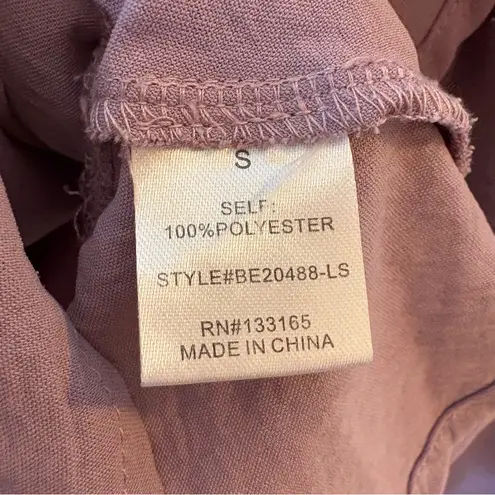 S
SELF:
100%POLYESTER
STYLE#BE20488-LS
RN#133165
MADE IN CHINA